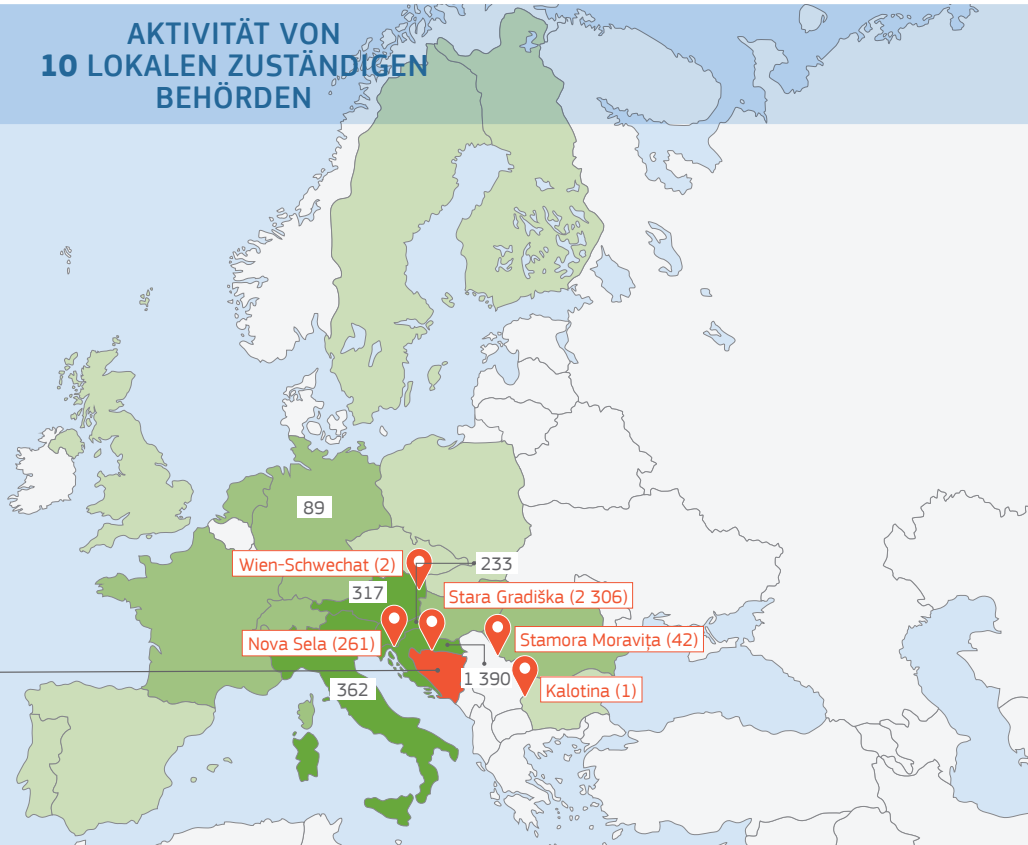 AKTIVITÄT VON
10 LOKALEN ZUSTÄNDIGEN
BEHÖRDEN
89
Wien-Schwechat (2)
233
317
Stara Gradiška (2 306)
Nova Sela (261)
Stamora Moravița (42)
1 390
362
Kalotina (1)